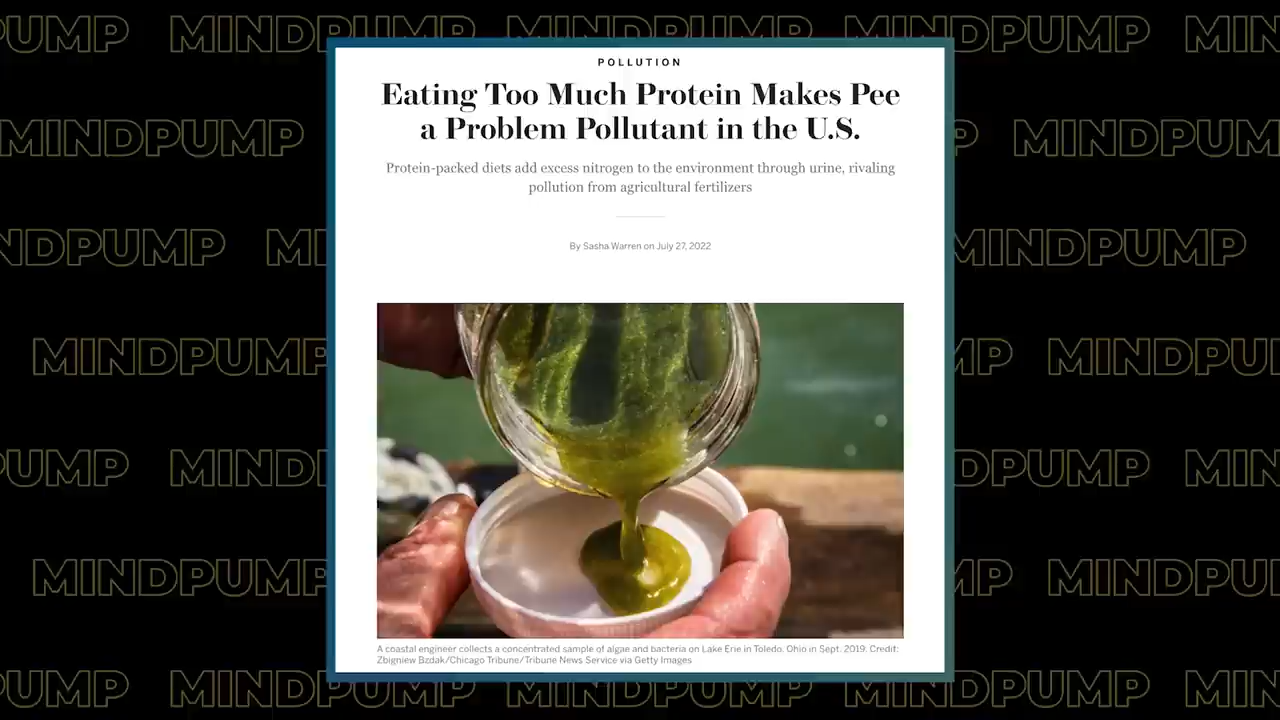 MINDPUMP MINDPUMP MINDPUMP MIN
POLLUTION
Eating Too Much Protein Makes Pee
a Problem Pollutant in the U.S.
Protein-packed diets add excess nitrogen to the environment through urine, rivaling
pollution from agricultural fertilizers
By Sasha Warren on July 27, 2022
A coastal engineer collects a concentrated sample of algae and bacteria on Lake Erie in Toledo, Ohio in Sept. 2019. Credit:
Zbigniew Bzdak/Chicago Tribune/Tribune News Service via Getty Images